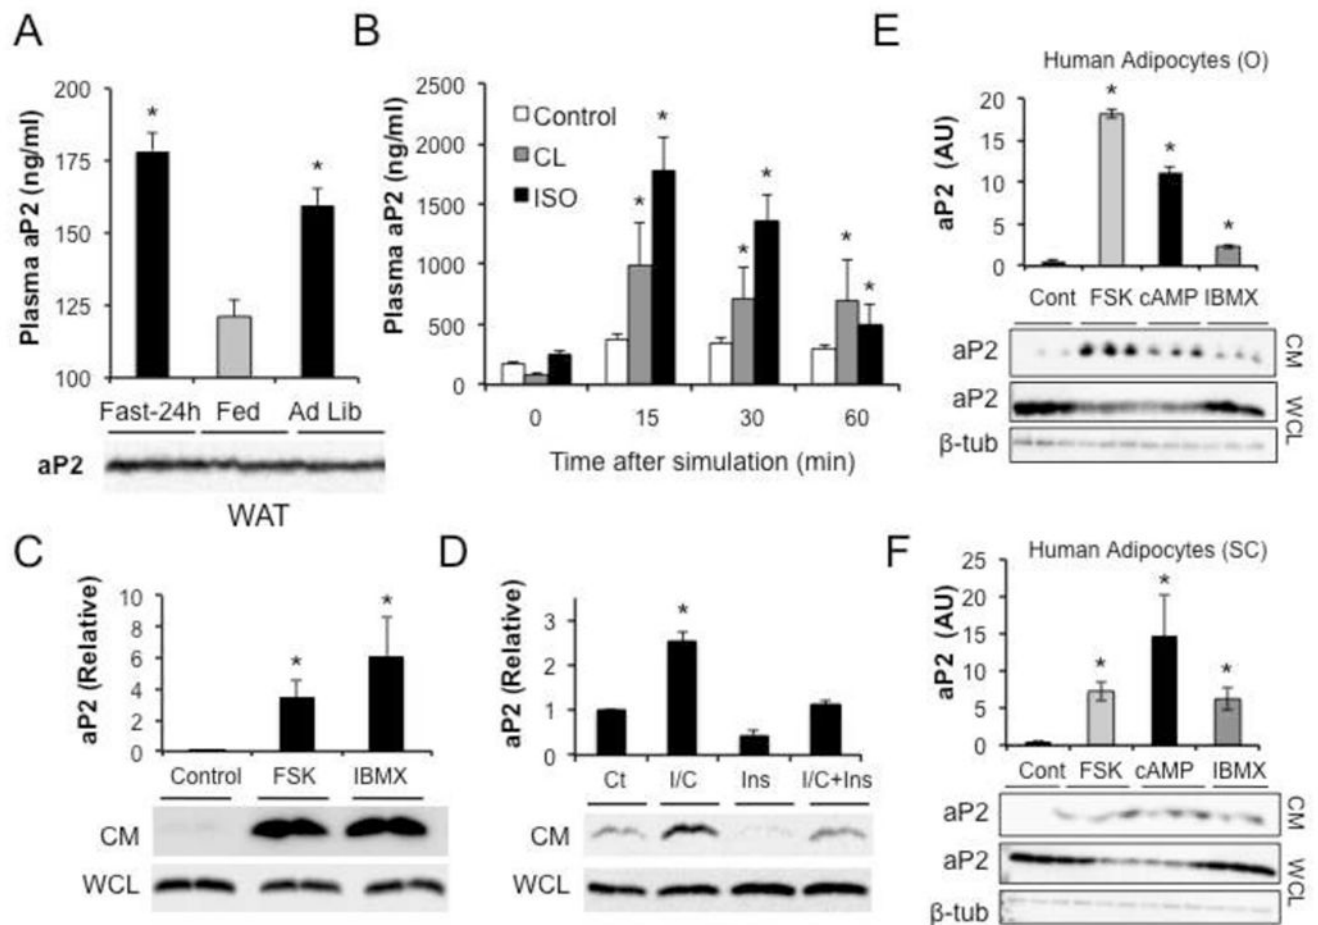 A
Plasma aP2 (ng/ml)
200
175
150
125
100
*
*
Fast-24h Fed Ad Lib
aP2
WAT
B
Plasma aP2 (ng/ml)
2500
2000
1500
1000
500
0
Control
CL
ISO
* * * * * *
0 15 30 60
Time after simulation (min)
C
aP2 (Relative)
10
8
6
4
2
0
* *
Control FSK IBMX
CM
WCL
D
aP2 (Relative)
3
2
1
0
*
Ct I/C Ins I/C+Ins
CM
WCL
E
Human Adipocytes (O)
aP2 (AU)
20
15
10
5
0
* * *
Cont FSK cAMP IBMX
aP2
CM
aP2
WCL
β-tub
F
Human Adipocytes (SC)
aP2 (AU)
25
20
15
10
5
0
* * *
Cont FSK cAMP IBMX
aP2
CM
aP2
WCL
β-tub